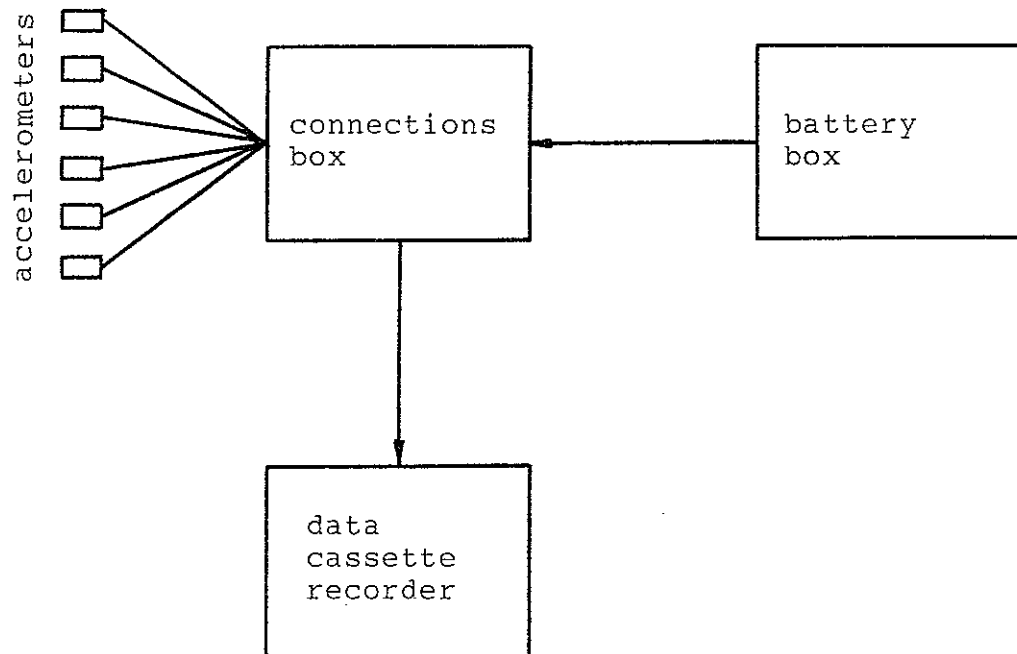 accelerometers
connections
box
battery
box
data
cassette
recorder